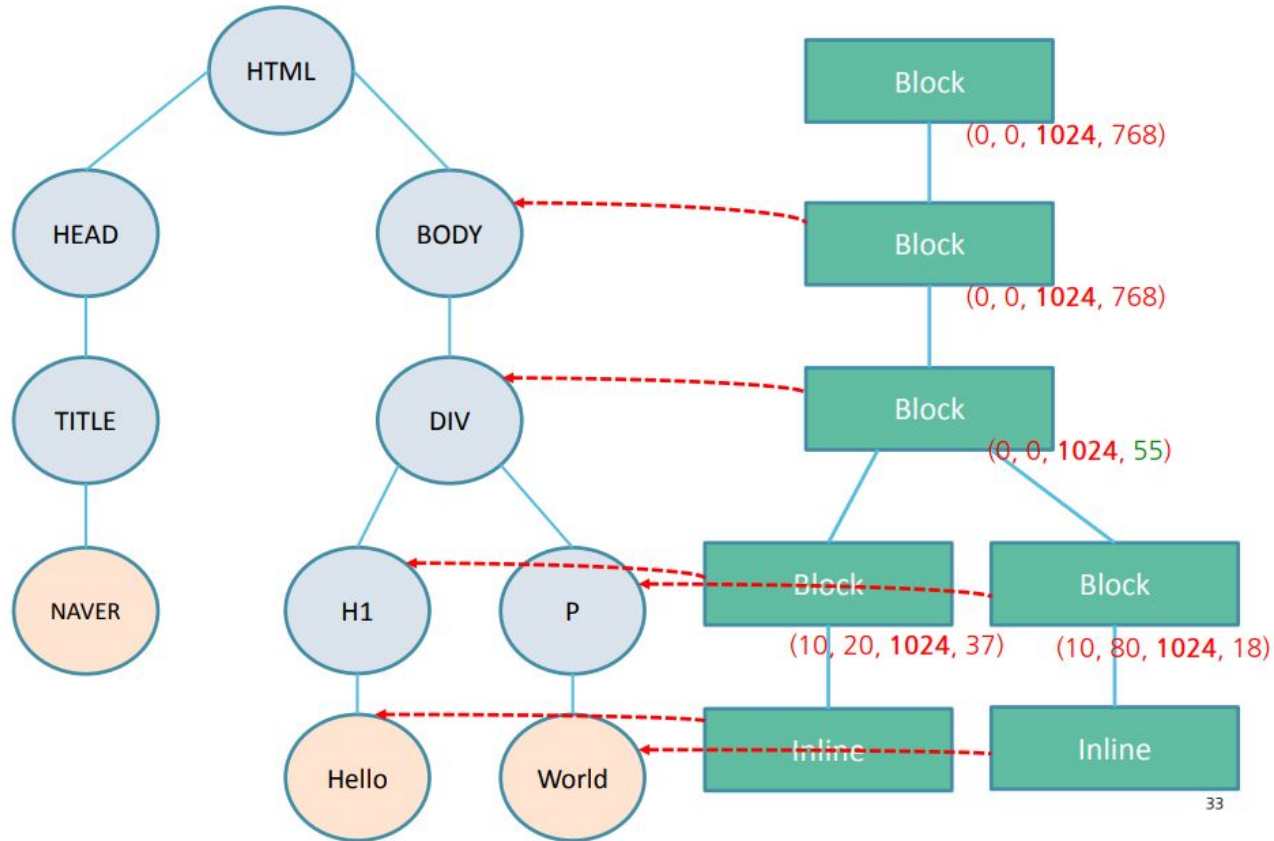 HTML
Block
(0, 0, 1024, 768)
HEAD
BODY
Block
(0, 0, 1024, 768)
TITLE
DIV
Block
(0, 0, 1024, 55)
NAVER
H1
P
Block
Block
(10, 20, 1024, 37)
(10, 80, 1024, 18)
Hello
World
Inline
Inline
33